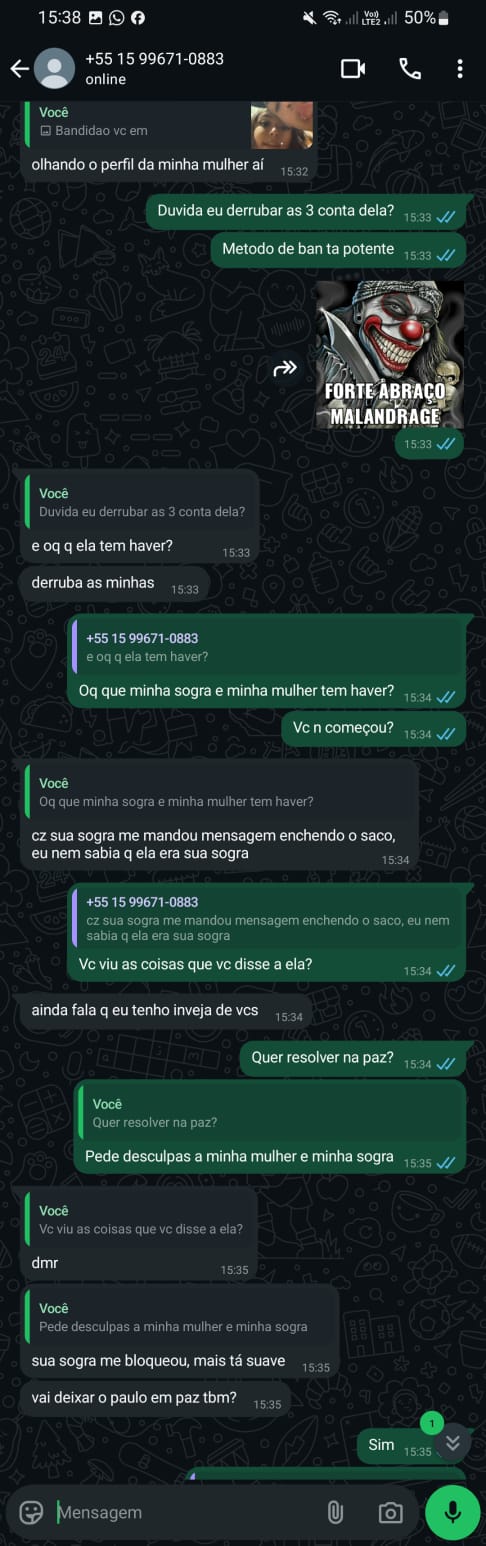 15:38
50%
+55 15 99671-0883
online
Você
Bandidao vc em
olhando o perfil da minha mulher aí 15:32
Duvida eu derrubar as 3 conta dela? 15:33
Metodo de ban ta potente 15:33
FORTE ABRAÇO
MALANDRAGE
15:33
Você
Duvida eu derrubar as 3 conta dela?
e oq q ela tem haver? 15:33
derruba as minhas 15:33
+55 15 99671-0883
e oq q ela tem haver?
Oq que minha sogra e minha mulher tem haver? 15:34
Vc n começou? 15:34
Você
Oq que minha sogra e minha mulher tem haver?
cz sua sogra me mandou mensagem enchendo o saco,
eu nem sabia q ela era sua sogra 15:34
+55 15 99671-0883
cz sua sogra me mandou mensagem enchendo o saco, eu nem
sabia q ela era sua sogra
Vc viu as coisas que vc disse a ela? 15:34
ainda fala q eu tenho inveja de vcs 15:34
Quer resolver na paz? 15:34
Você
Quer resolver na paz?
Pede desculpas a minha mulher e minha sogra 15:35
Você
Vc viu as coisas que vc disse a ela?
dmr 15:35
Você
Pede desculpas a minha mulher e minha sogra
sua sogra me bloqueou, mais tá suave 15:35
vai deixar o paulo em paz tbm? 15:35
1
Sim 15:35
Mensagem